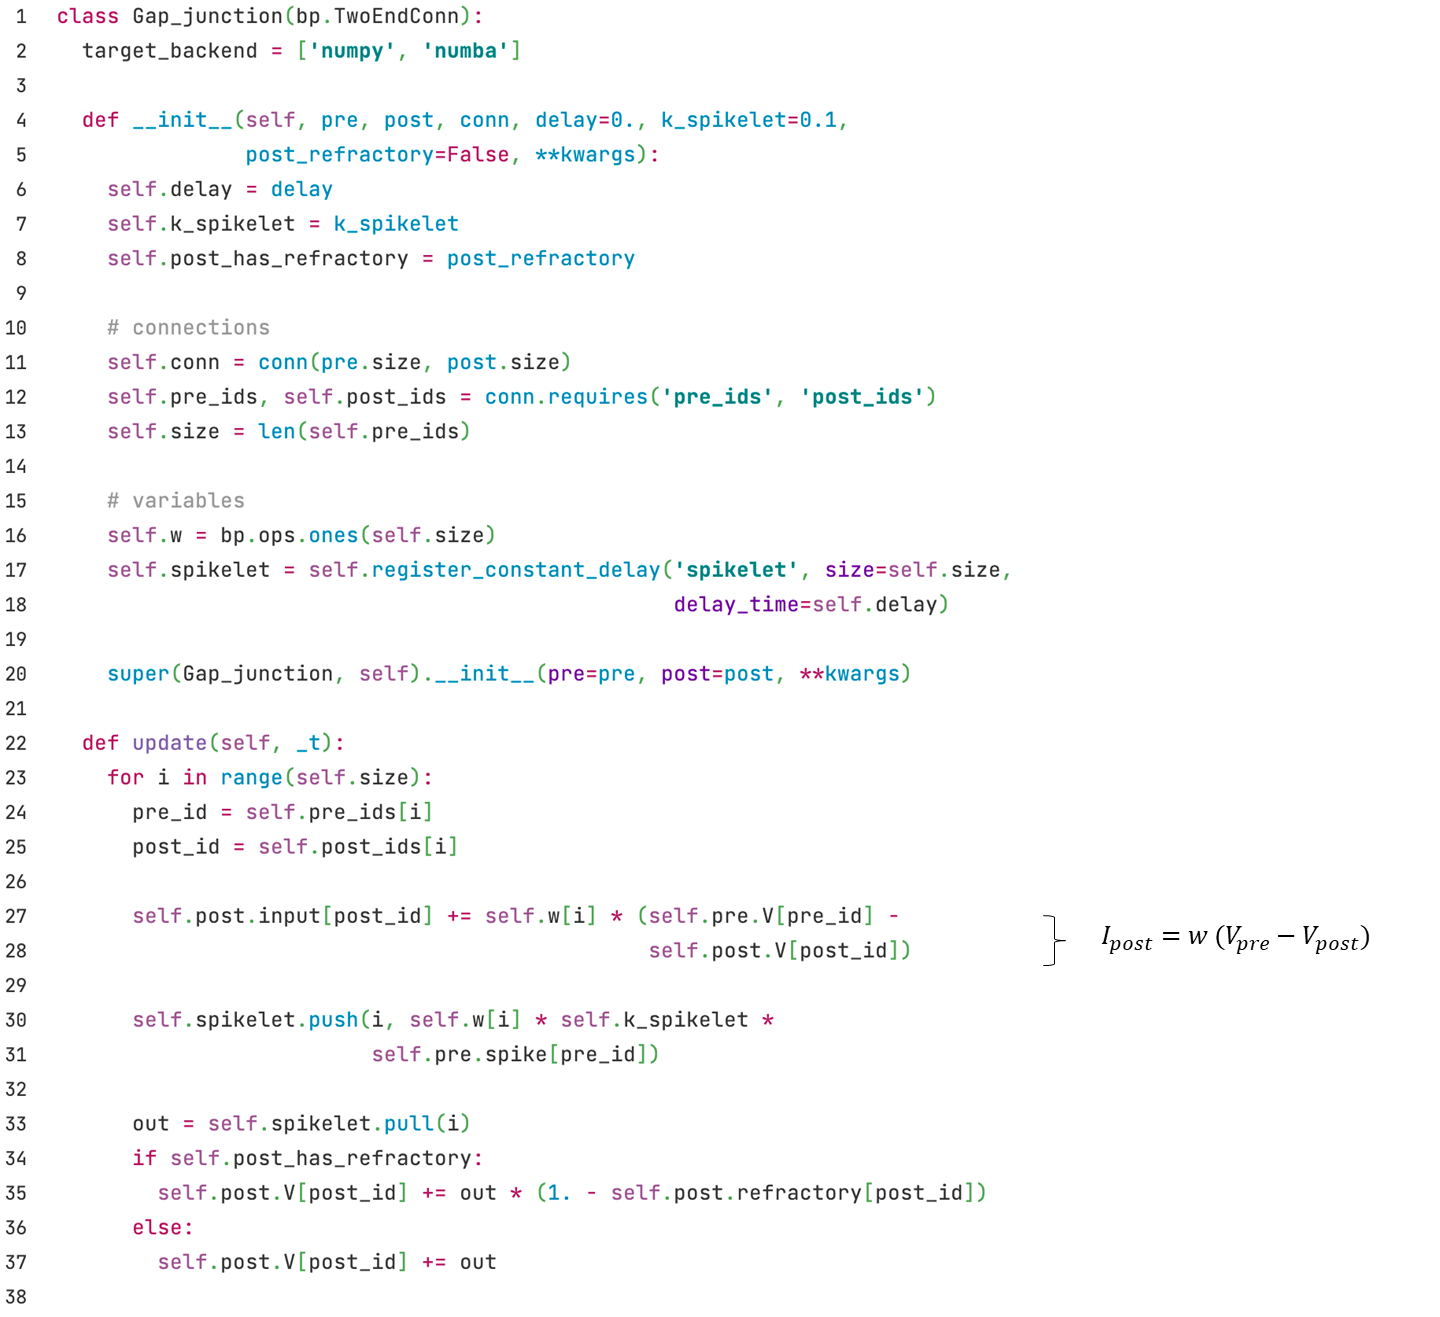 1 class Gap_junction(bp.TwoEndConn):
2   target_backend = ['numpy', 'numba']
3
4   def __init__(self, pre, post, conn, delay=0., k_spikelet=0.1,
5                post_refractory=False, **kwargs):
6     self.delay = delay
7     self.k_spikelet = k_spikelet
8     self.post_has_refractory = post_refractory
9
10     # connections
11     self.conn = conn(pre.size, post.size)
12     self.pre_ids, self.post_ids = conn.requires('pre_ids', 'post_ids')
13     self.size = len(self.pre_ids)
14
15     # variables
16     self.w = bp.ops.ones(self.size)
17     self.spikelet = self.register_constant_delay('spikelet', size=self.size,
18                                                  delay_time=self.delay)
19
20     super(Gap_junction, self).__init__(pre=pre, post=post, **kwargs)
21
22   def update(self, _t):
23     for i in range(self.size):
24       pre_id = self.pre_ids[i]
25       post_id = self.post_ids[i]
26
27       self.post.input[post_id] += self.w[i] * (self.pre.V[pre_id] -
28                                                self.post.V[post_id])
I_post = w (V_pre − V_post)
29
30       self.spikelet.push(i, self.w[i] * self.k_spikelet *
31                          self.pre.spike[pre_id])
32
33       out = self.spikelet.pull(i)
34       if self.post_has_refractory:
35         self.post.V[post_id] += out * (1. - self.post.refractory[post_id])
36       else:
37         self.post.V[post_id] += out
38